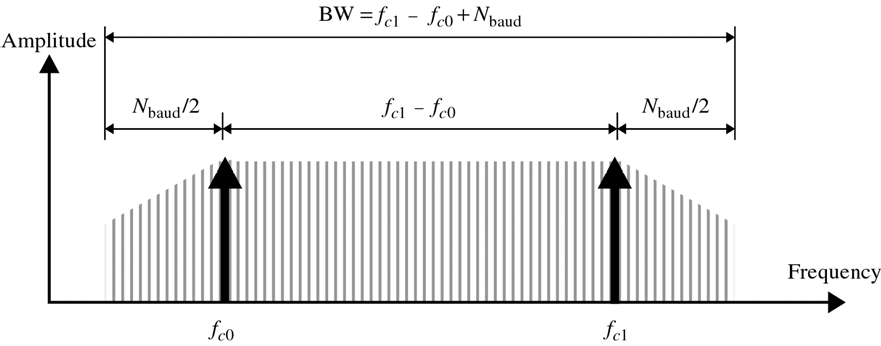 BW = fc1 – fc0 + Nbaud
Amplitude
Nbaud/2
fc1 – fc0
Nbaud/2
Frequency
fc0
fc1